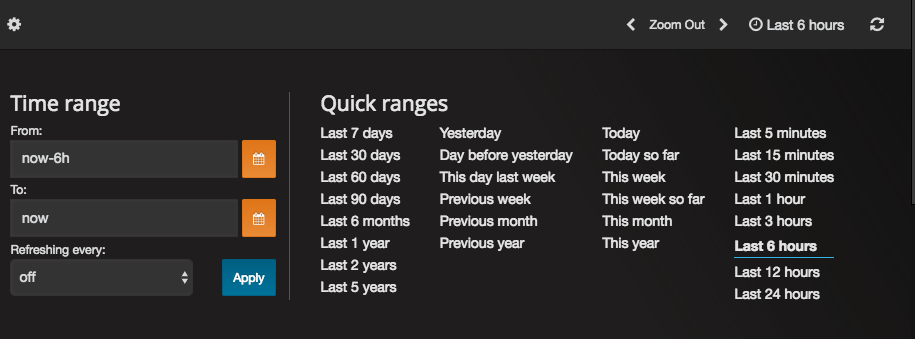 Zoom Out
Last 6 hours
Time range
From:
now-6h
To:
now
Refreshing every:
off
Apply
Quick ranges
Last 7 days
Last 30 days
Last 60 days
Last 90 days
Last 6 months
Last 1 year
Last 2 years
Last 5 years
Yesterday
Day before yesterday
This day last week
Previous week
Previous month
Previous year
Today
Today so far
This week
This week so far
This month
This year
Last 5 minutes
Last 15 minutes
Last 30 minutes
Last 1 hour
Last 3 hours
Last 6 hours
Last 12 hours
Last 24 hours